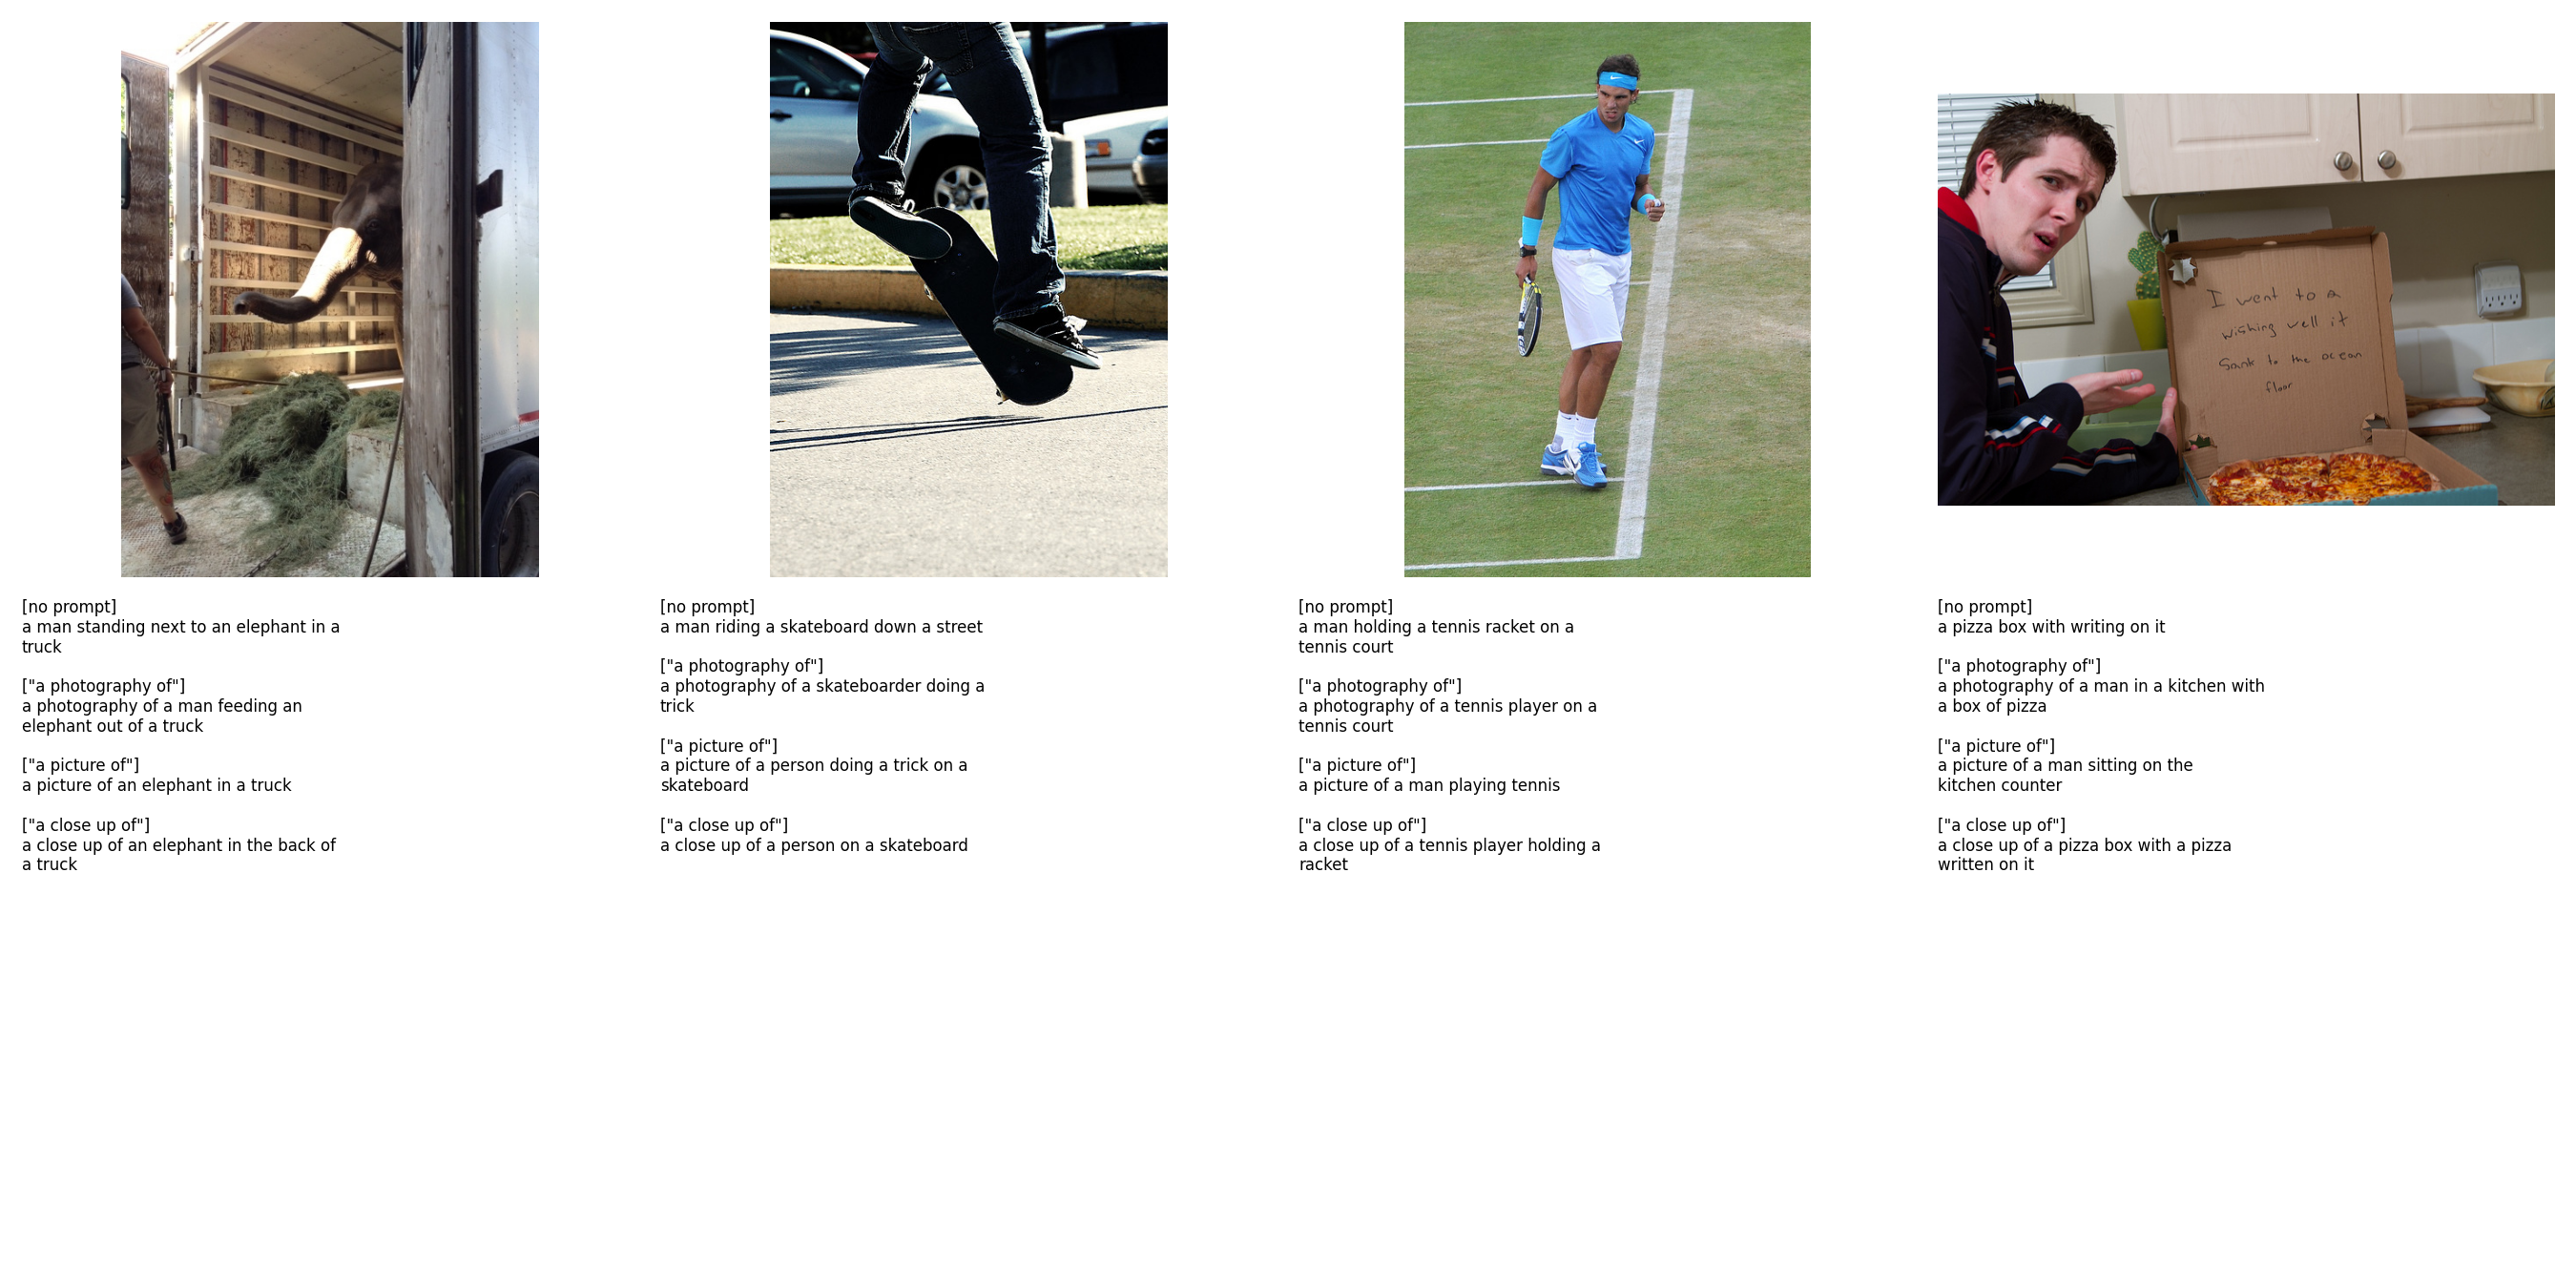 I went to a
wishing well it
Sank to the ocean
floor
[no prompt]
a man standing next to an elephant in a
truck
["a photography of"]
a photography of a man feeding an
elephant out of a truck
["a picture of"]
a picture of an elephant in a truck
["a close up of"]
a close up of an elephant in the back of
a truck
[no prompt]
a man riding a skateboard down a street
["a photography of"]
a photography of a skateboarder doing a
trick
["a picture of"]
a picture of a person doing a trick on a
skateboard
["a close up of"]
a close up of a person on a skateboard
[no prompt]
a man holding a tennis racket on a
tennis court
["a photography of"]
a photography of a tennis player on a
tennis court
["a picture of"]
a picture of a man playing tennis
["a close up of"]
a close up of a tennis player holding a
racket
[no prompt]
a pizza box with writing on it
["a photography of"]
a photography of a man in a kitchen with
a box of pizza
["a picture of"]
a picture of a man sitting on the
kitchen counter
["a close up of"]
a close up of a pizza box with a pizza
written on it